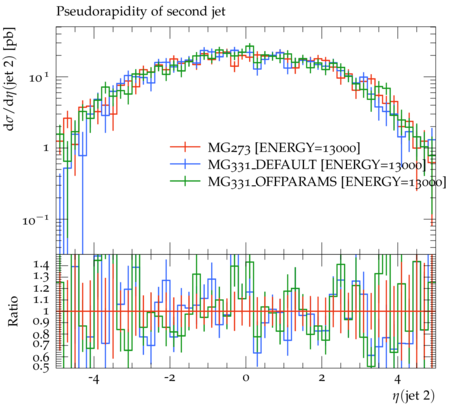 Pseudorapidity of second jet
dσ/dη(jet 2) [pb]
10¹
1
10⁻¹
MG273 [ENERGY=13000]
MG331_DEFAULT [ENERGY=13000]
MG331_OFFPARAMS [ENERGY=13000]
Ratio
1.4
1.3
1.2
1.1
1
0.9
0.8
0.7
0.6
0.5
-4 -2 0 2 4
η(jet 2)